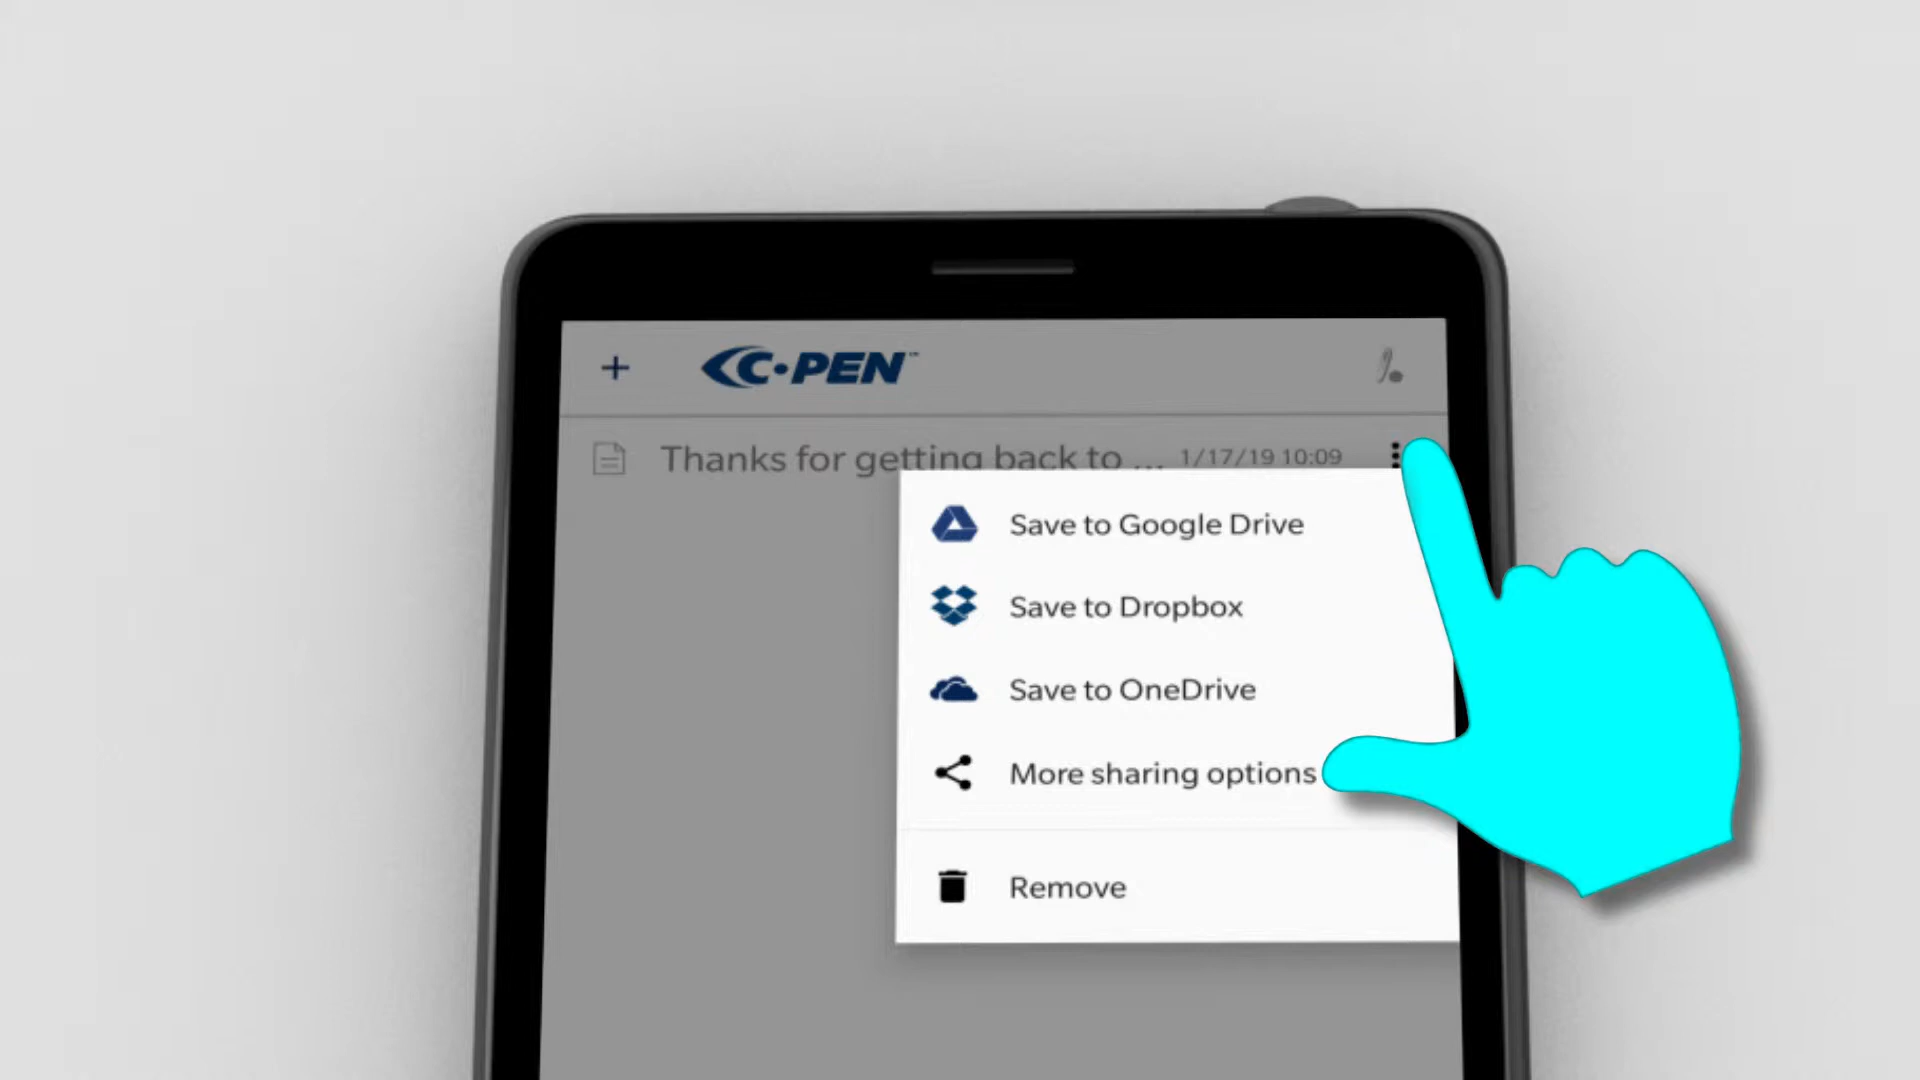 C•PEN™
Thanks for getting back to ... 1/17/19 10:09
Save to Google Drive
Save to Dropbox
Save to OneDrive
More sharing options
Remove